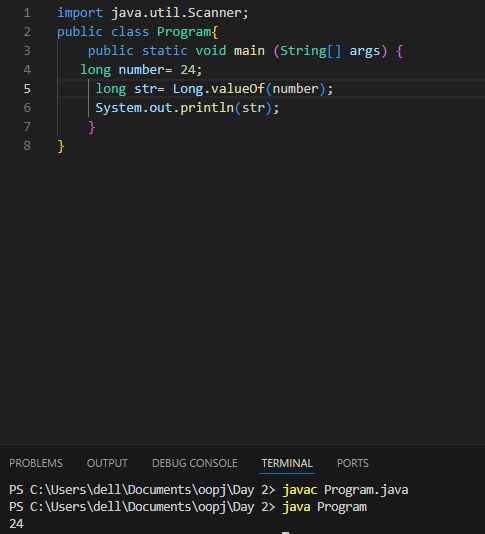 1 import java.util.Scanner;
2 public class Program{
3 public static void main (String[] args) {
4 long number= 24;
5 long str= Long.valueOf(number);
6 System.out.println(str);
7 }
8 }
PROBLEMS OUTPUT DEBUG CONSOLE TERMINAL PORTS
PS C:\Users\dell\Documents\oopj\Day 2> javac Program.java
PS C:\Users\dell\Documents\oopj\Day 2> java Program
24